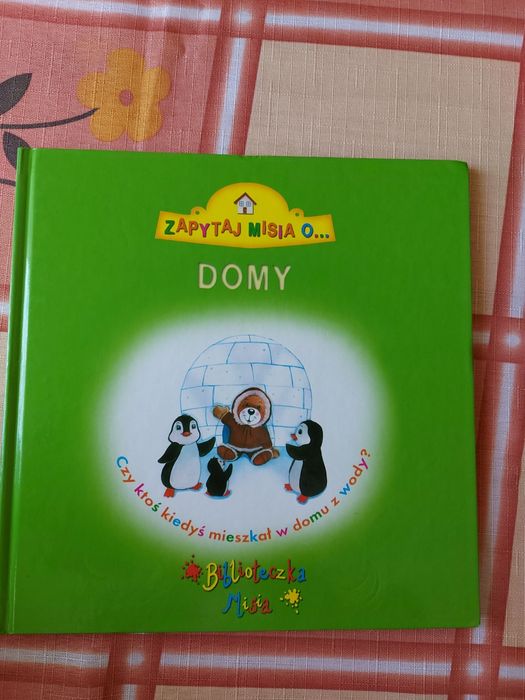 ZAPYTAJ MISIA O...
DOMY
Czy ktoś kiedyś mieszkał w domu z wody?
Biblioteczka
Misia